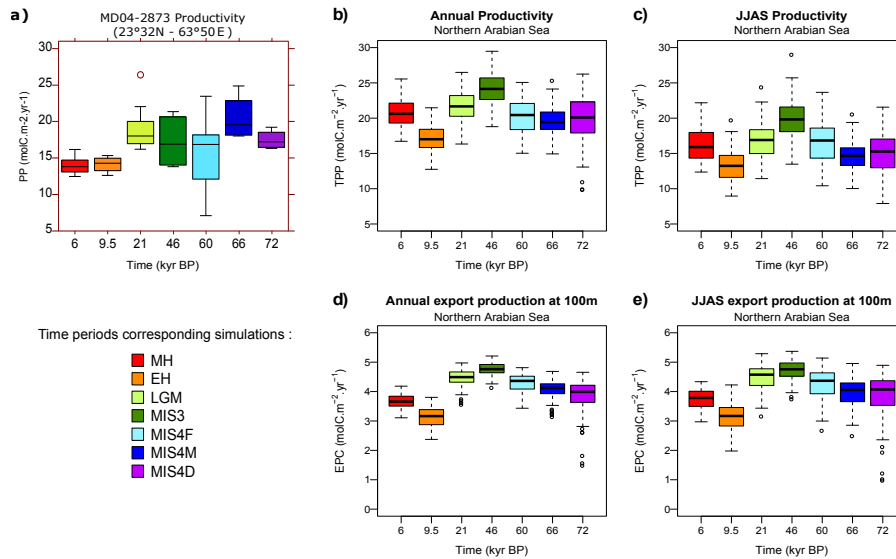 a)
MD04-2873 Productivity
(23°32N - 63°50E)
PP (molC.m-2.yr-1)
30
25
20
15
10
5
6 9.5 21 46 60 66 72
Time (kyr BP)
b)
Annual Productivity
Northern Arabian Sea
TPP (molC.m⁻².yr⁻¹)
30
25
20
15
10
5
6 9.5 21 46 60 66 72
Time (kyr BP)
c)
JJAS Productivity
Northern Arabian Sea
TPP (molC.m⁻².yr⁻¹)
30
25
20
15
10
5
6 9.5 21 46 60 66 72
Time (kyr BP)
Time periods corresponding simulations :
MH
EH
LGM
MIS3
MIS4F
MIS4M
MIS4D
d)
Annual export production at 100m
Northern Arabian Sea
EPC (molC.m⁻².yr⁻¹)
6
5
4
3
2
1
0
6 9.5 21 46 60 66 72
Time (kyr BP)
e)
JJAS export production at 100m
Northern Arabian Sea
EPC (molC.m⁻².yr⁻¹)
6
5
4
3
2
1
0
6 9.5 21 46 60 66 72
Time (kyr BP)